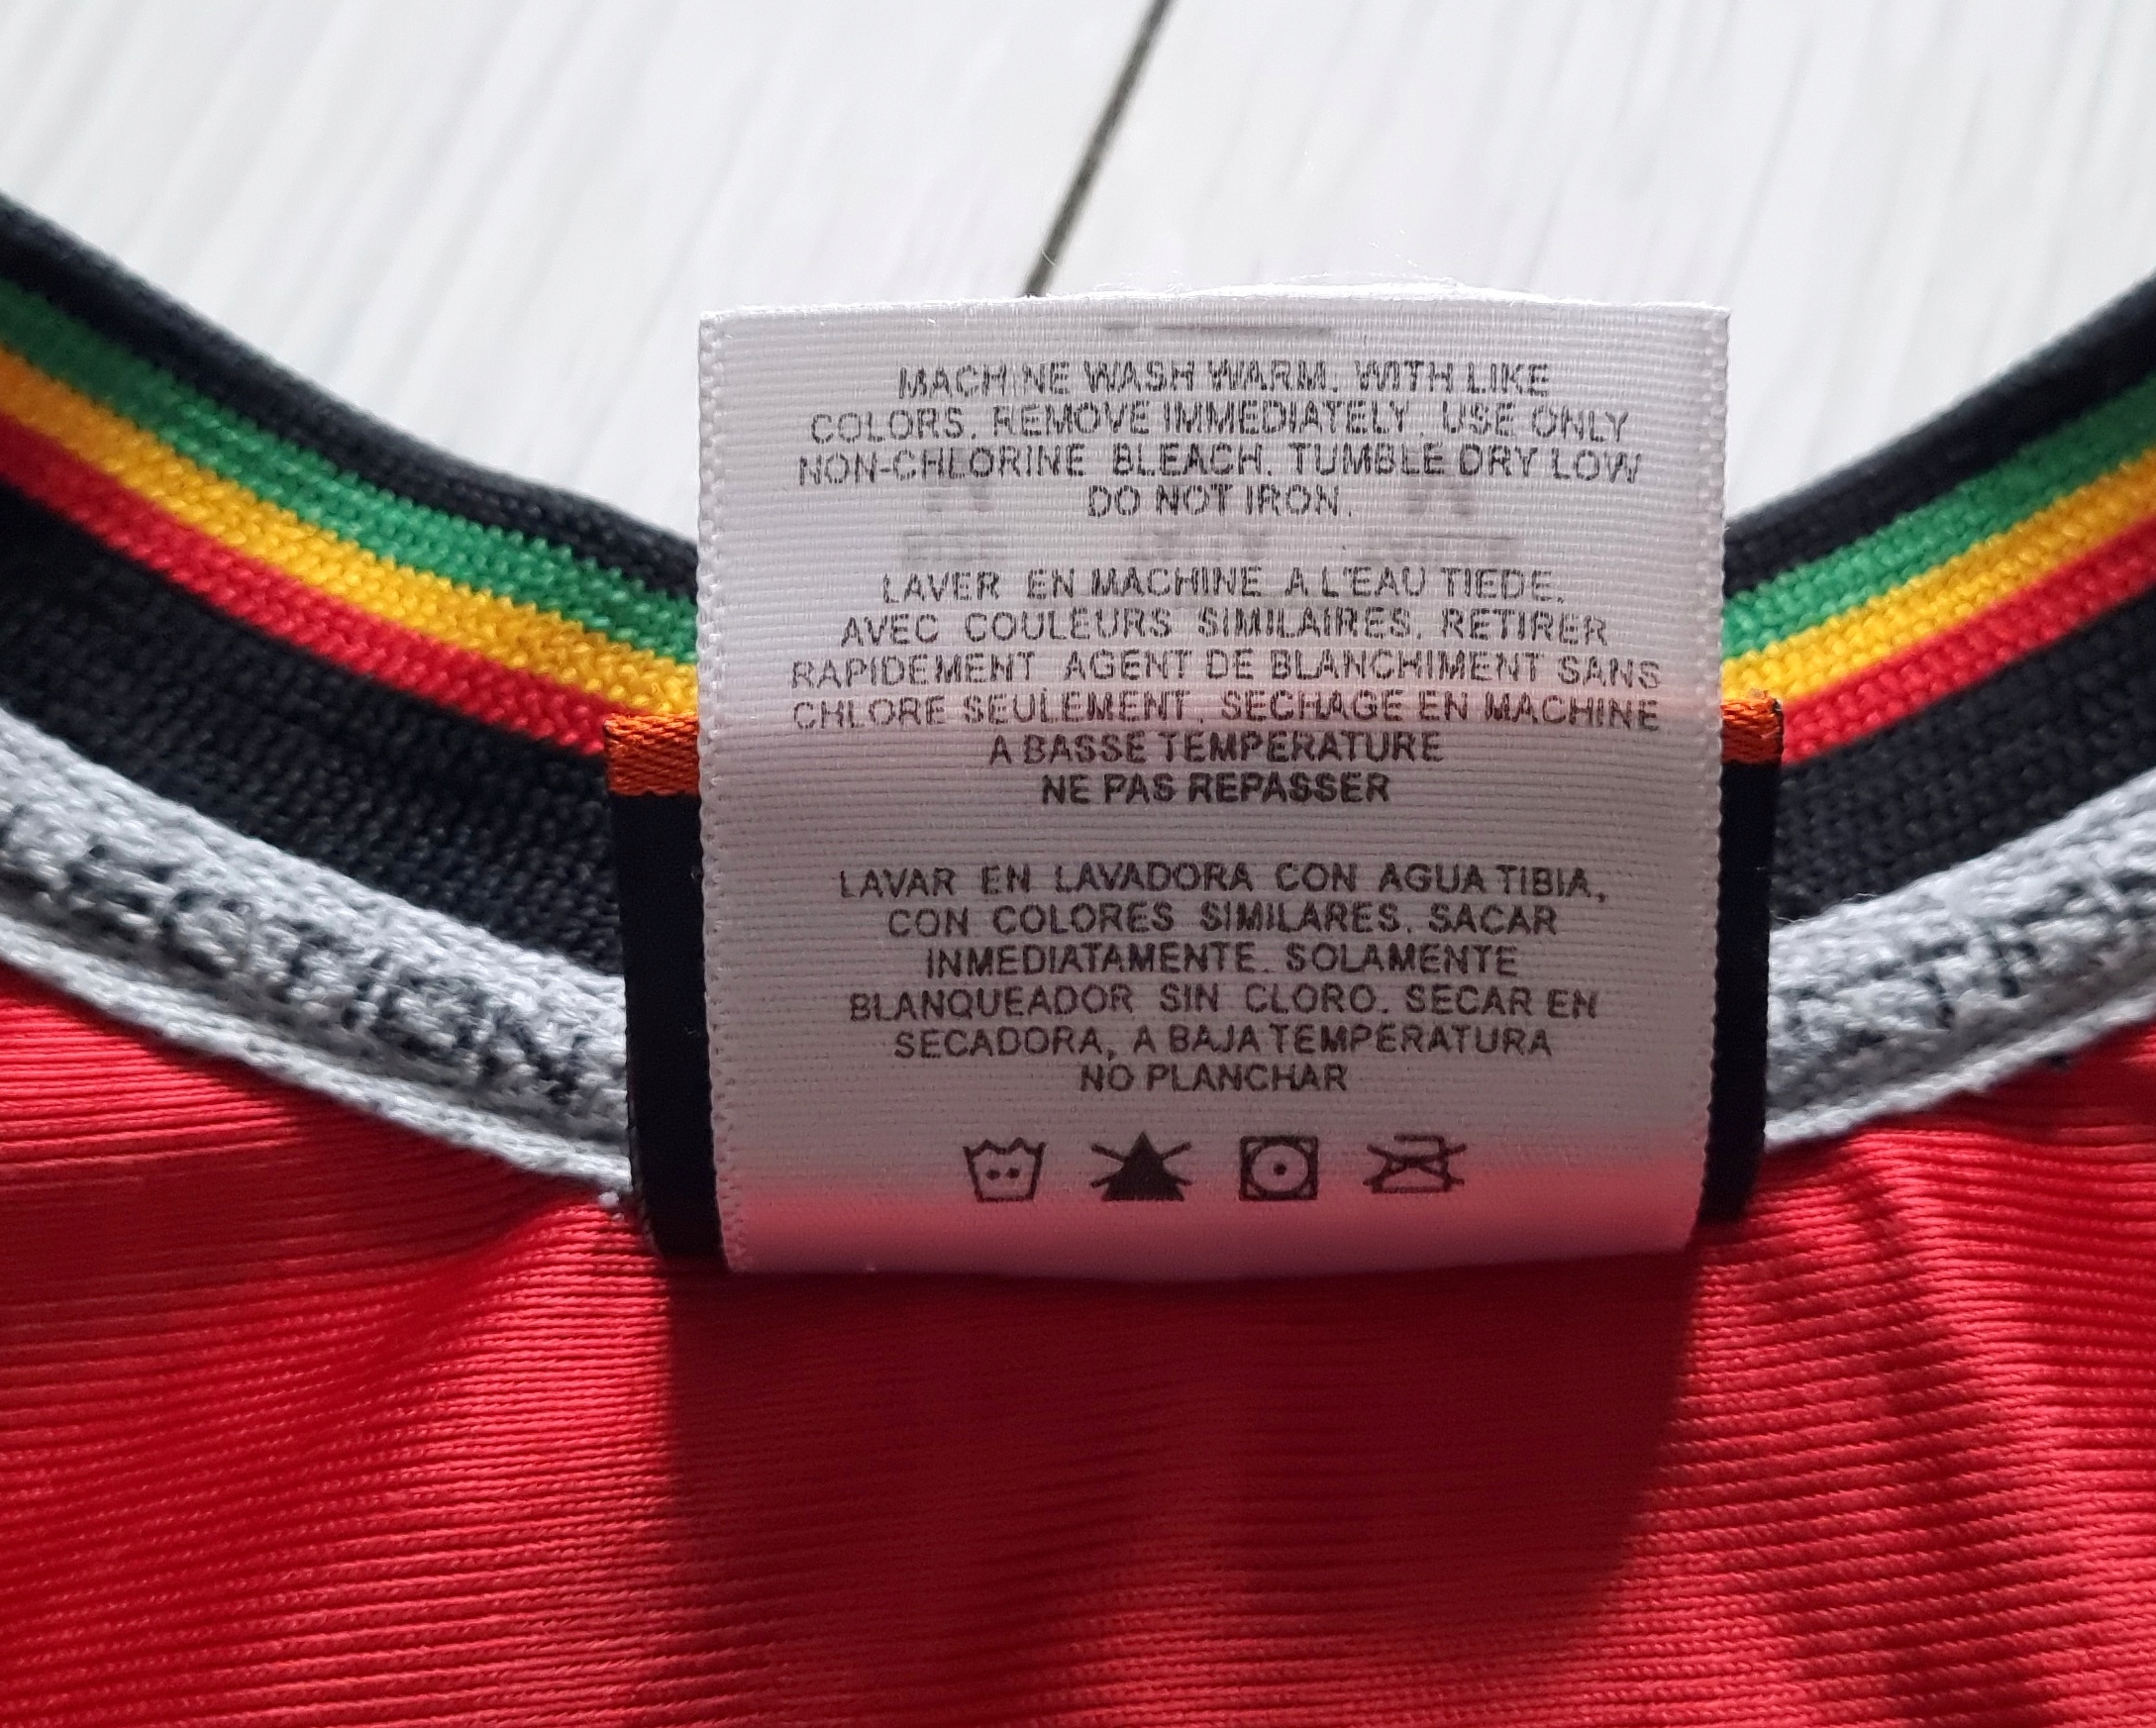 MACHINE WASH WARM. WITH LIKE
COLORS. REMOVE IMMEDIATELY. USE ONLY
NON-CHLORINE BLEACH. TUMBLE DRY LOW
DO NOT IRON.
LAVER EN MACHINE A L'EAU TIEDE.
AVEC COULEURS SIMILAIRES. RETIRER
RAPIDEMENT AGENT DE BLANCHIMENT SANS
CHLORE SEULEMENT. SECHAGE EN MACHINE
A BASSE TEMPERATURE
NE PAS REPASSER
LAVAR EN LAVADORA CON AGUA TIBIA,
CON COLORES SIMILARES. SACAR
INMEDIATAMENTE. SOLAMENTE
BLANQUEADOR SIN CLORO. SECAR EN
SECADORA, A BAJA TEMPERATURA
NO PLANCHAR